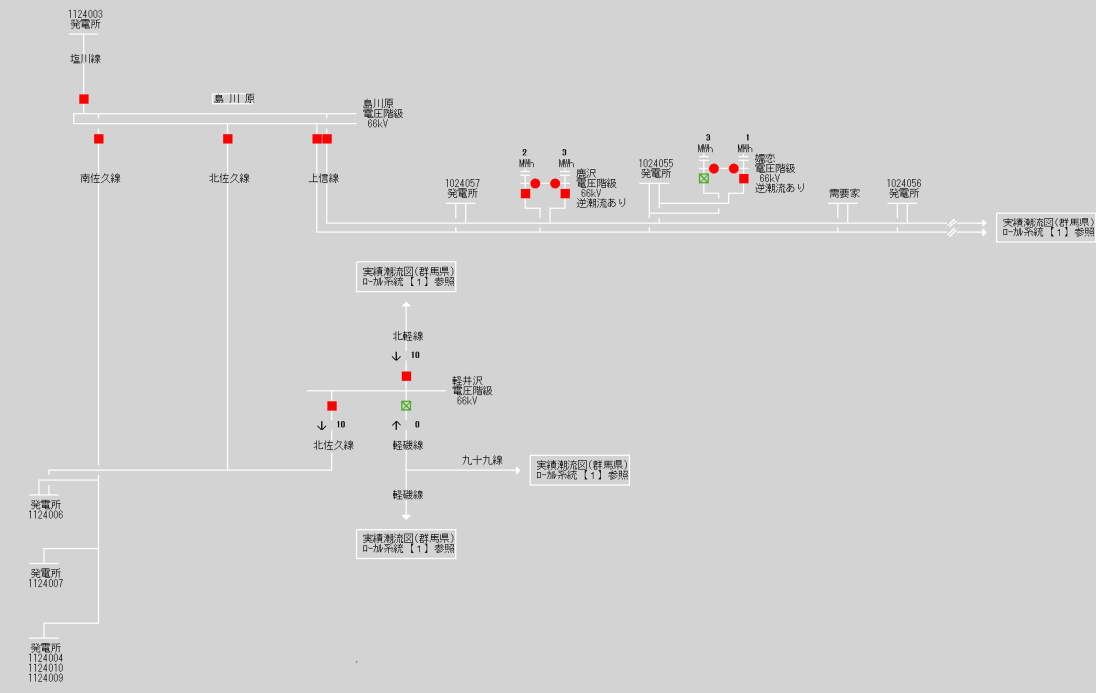 1124003
発電所
塩川線
島川原
島川原
電圧階級
66kV
南佐久線
北佐久線
上信線
1024057
発電所
2
MWh
3
MWh
鹿沢
電圧階級
66kV
逆潮流あり
1024055
発電所
3
MWh
1
MWh
嬬恋
電圧階級
66kV
逆潮流あり
需要家
1024056
発電所
実績潮流図(群馬県)
ローカル系統【1】参照
実績潮流図(群馬県)
ローカル系統【1】参照
北軽線
↓ 10
軽井沢
電圧階級
66kV
↓ 10
↑ 0
北佐久線
軽磯線
九十九線
実績潮流図(群馬県)
ローカル系統【1】参照
軽磯線
実績潮流図(群馬県)
ローカル系統【1】参照
発電所
1124006
発電所
1124007
発電所
1124004
1124010
1124009